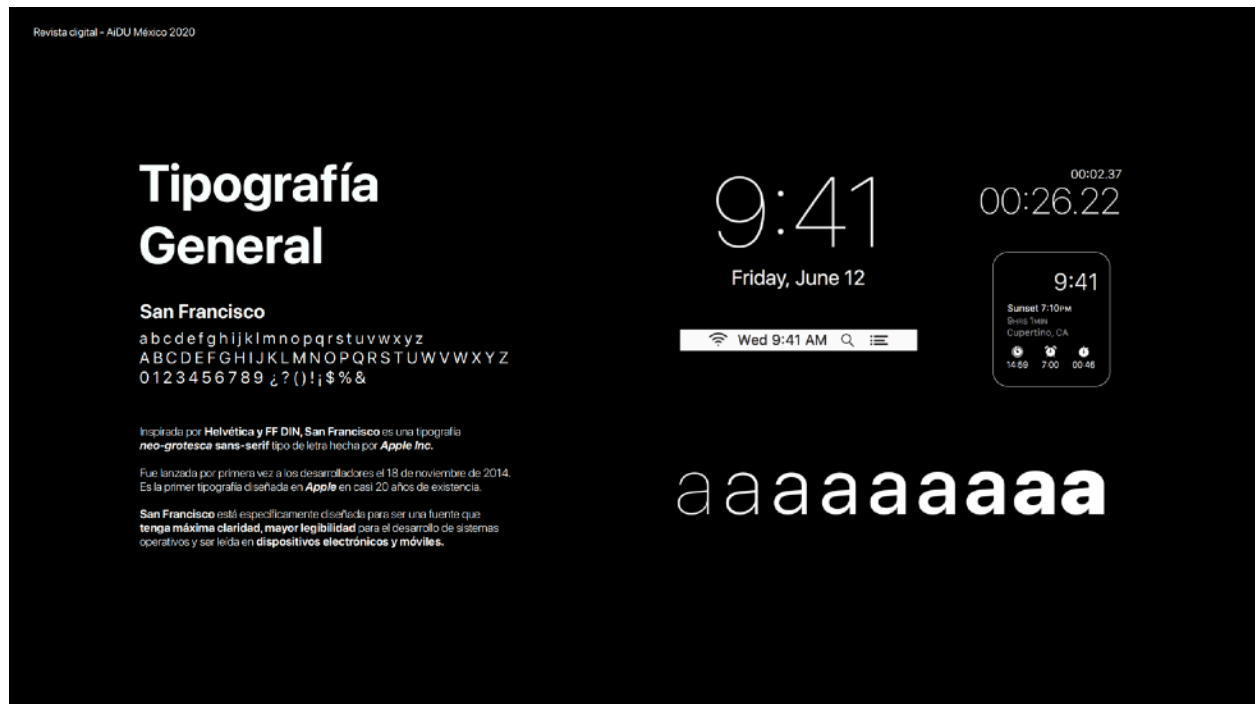 Revista digital - AiDU México 2020
Tipografía
General
San Francisco
abcdefghijklmnopqrstuvwxyz
ABCDEFGHIJKLMNOPQRSTUWVWXYZ
0123456789 ¿?()!¡$%&
Inspirada por Helvética y FF DIN, San Francisco es una tipografía
neo-grotesca sans-serif tipo de letra hecha por Apple Inc.
Fue lanzada por primera vez a los desarrolladores el 18 de noviembre de 2014.
Es la primer tipografía diseñada en Apple en casi 20 años de existencia.
San Francisco está específicamente diseñada para ser una fuente que
tenga máxima claridad, mayor legibilidad para el desarrollo de sistemas
operativos y ser leída en dispositivos electrónicos y móviles.
9:41
Friday, June 12
Wed 9:41 AM
00:02.37
00:26.22
9:41
Sunset 7:10PM
9HRS 1MIN
Cupertino, CA
14:59 7:00 00:46
aaaaaaaaa